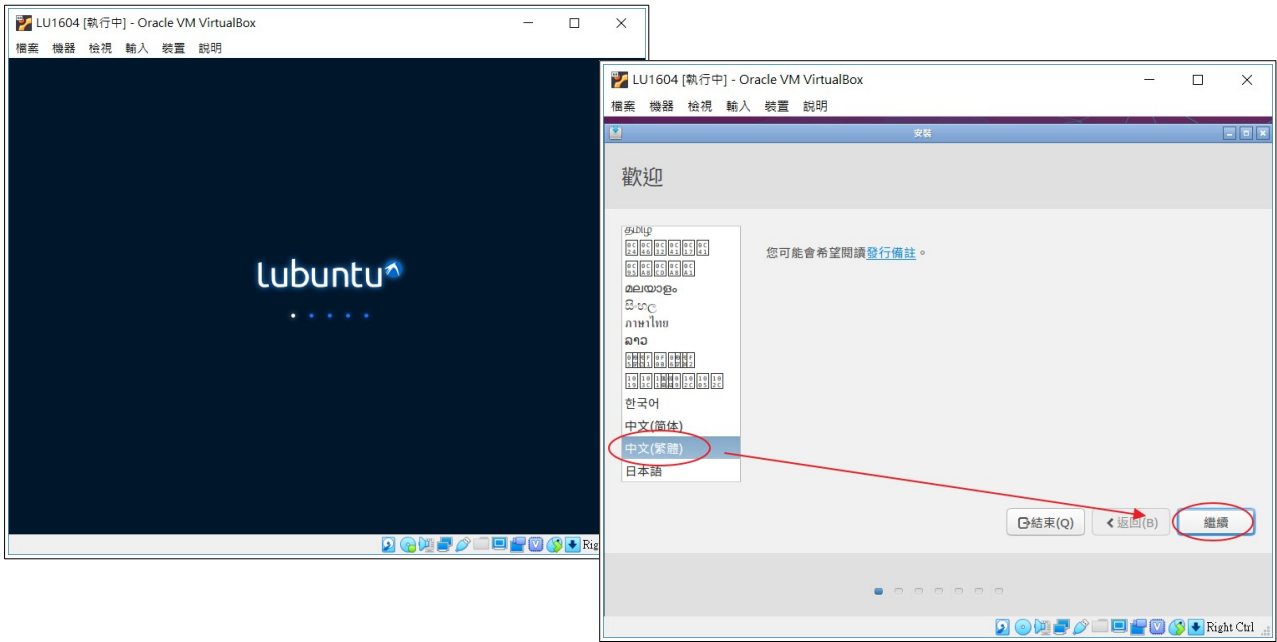 LU1604 [執行中] - Oracle VM VirtualBox
檔案 機器 檢視 輸入 裝置 說明
lubuntu
Rig
LU1604 [執行中] - Oracle VM VirtualBox
檔案 機器 檢視 輸入 裝置 說明
安裝
歡迎
தமிழ்
മലയാളം
සිංහල
ภาษาไทย
ລາວ
한국어
中文(简体)
中文(繁體)
日本語
您可能會希望閱讀發行備註。
結束(Q) 返回(B) 繼續
Right Ctrl